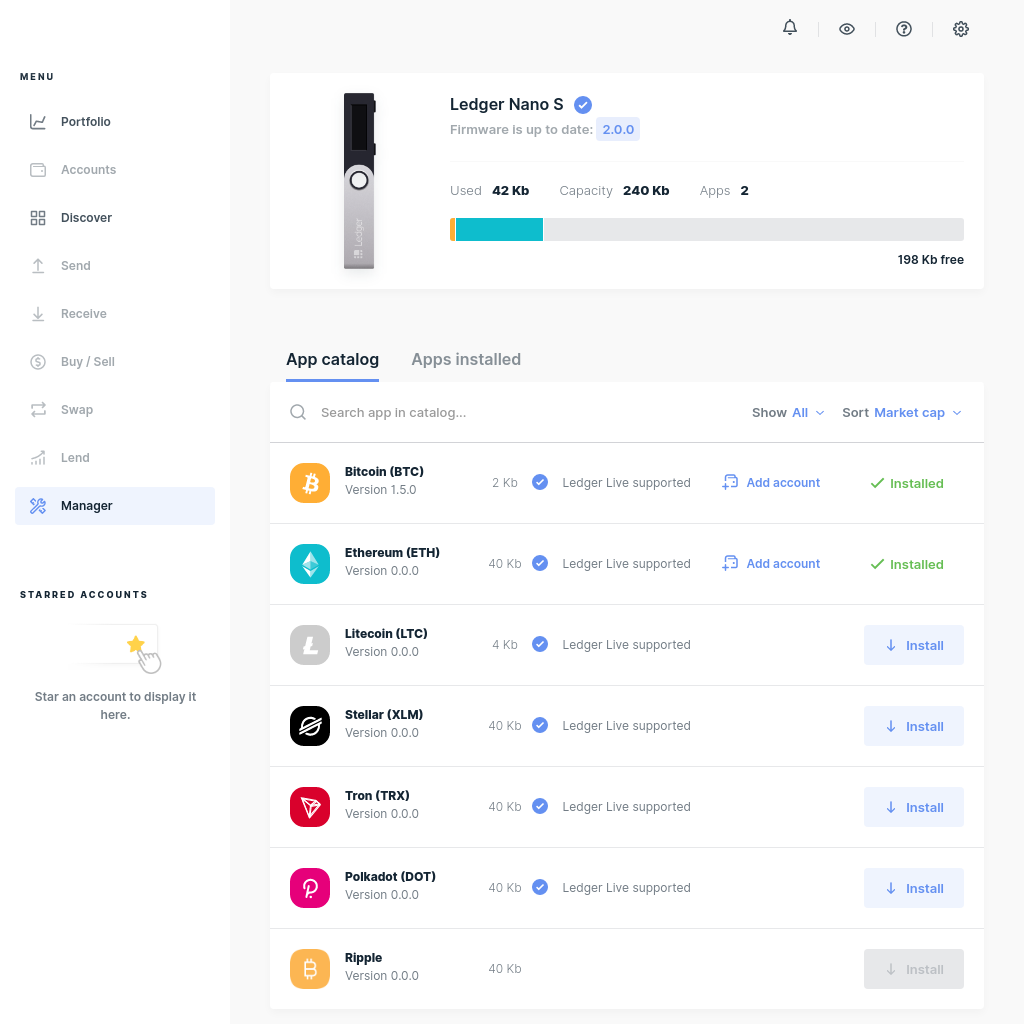 MENU
Portfolio
Accounts
Discover
Send
Receive
Buy / Sell
Swap
Lend
Manager
STARRED ACCOUNTS
Star an account to display it
here.
Ledger
Ledger Nano S
Firmware is up to date: 2.0.0
Used 42 Kb Capacity 240 Kb Apps 2
198 Kb free
App catalog Apps installed
Search app in catalog... Show All Sort Market cap
Bitcoin (BTC)
Version 1.5.0
2 Kb Ledger Live supported Add account Installed
Ethereum (ETH)
Version 0.0.0
40 Kb Ledger Live supported Add account Installed
Litecoin (LTC)
Version 0.0.0
4 Kb Ledger Live supported Install
Stellar (XLM)
Version 0.0.0
40 Kb Ledger Live supported Install
Tron (TRX)
Version 0.0.0
40 Kb Ledger Live supported Install
Polkadot (DOT)
Version 0.0.0
40 Kb Ledger Live supported Install
Ripple
Version 0.0.0
40 Kb Install